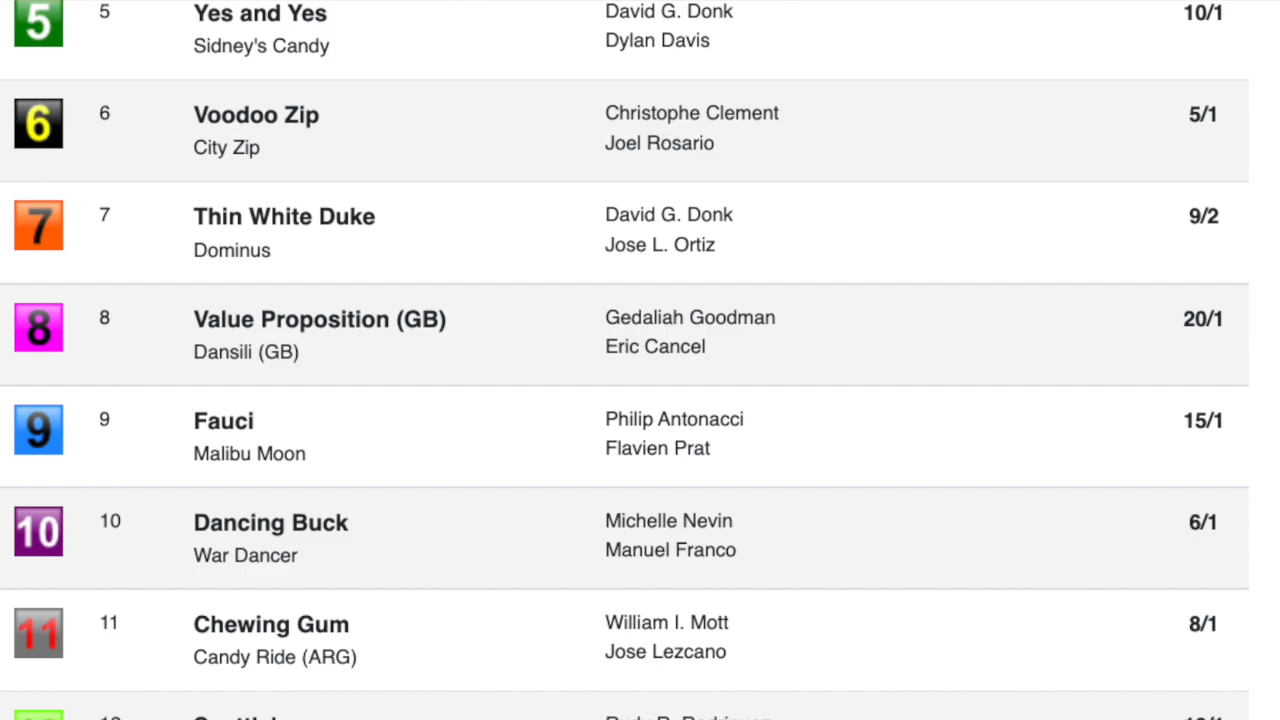 5 5 Yes and Yes David G. Donk 10/1
Sidney's Candy Dylan Davis
6 6 Voodoo Zip Christophe Clement 5/1
City Zip Joel Rosario
7 7 Thin White Duke David G. Donk 9/2
Dominus Jose L. Ortiz
8 8 Value Proposition (GB) Gedaliah Goodman 20/1
Dansili (GB) Eric Cancel
9 9 Fauci Philip Antonacci 15/1
Malibu Moon Flavien Prat
10 10 Dancing Buck Michelle Nevin 6/1
War Dancer Manuel Franco
11 11 Chewing Gum William I. Mott 8/1
Candy Ride (ARG) Jose Lezcano